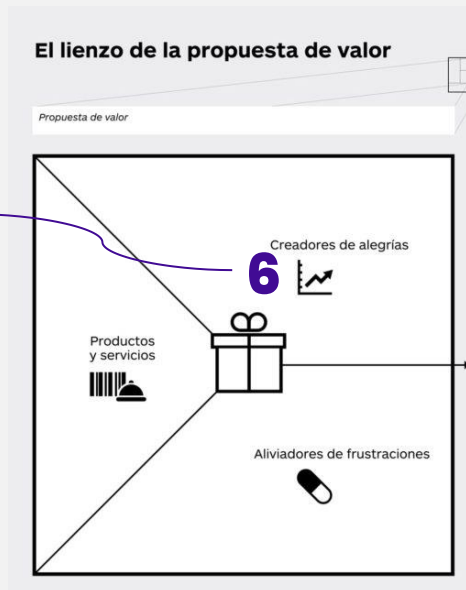 El lienzo de la propuesta de valor
Propuesta de valor
6
Creadores de alegrías
Productos
y servicios
Aliviadores de frustraciones